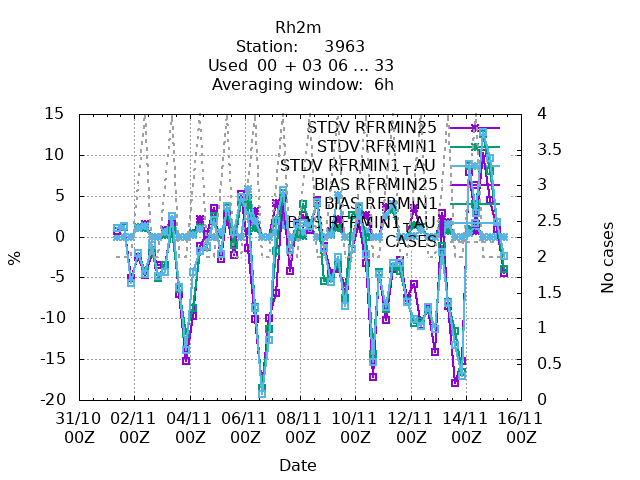 Rh2m
Station: 3963
Used 00 + 03 06 ... 33
Averaging window: 6h
15 4
STDV RFRMIN25
STDV RFRMIN1 3.5
10
STDV RFRMIN1_AU
BIAS RFRMIN25 3
5
BIAS RFRMIN1
BIAS RFRMIN1_AU 2.5
0
CASES
% No cases
2
-5
1.5
-10
1
-15
0.5
-20 0
31/10 02/11 04/11 06/11 08/11 10/11 12/11 14/11 16/11
00Z 00Z 00Z 00Z 00Z 00Z 00Z 00Z 00Z
Date